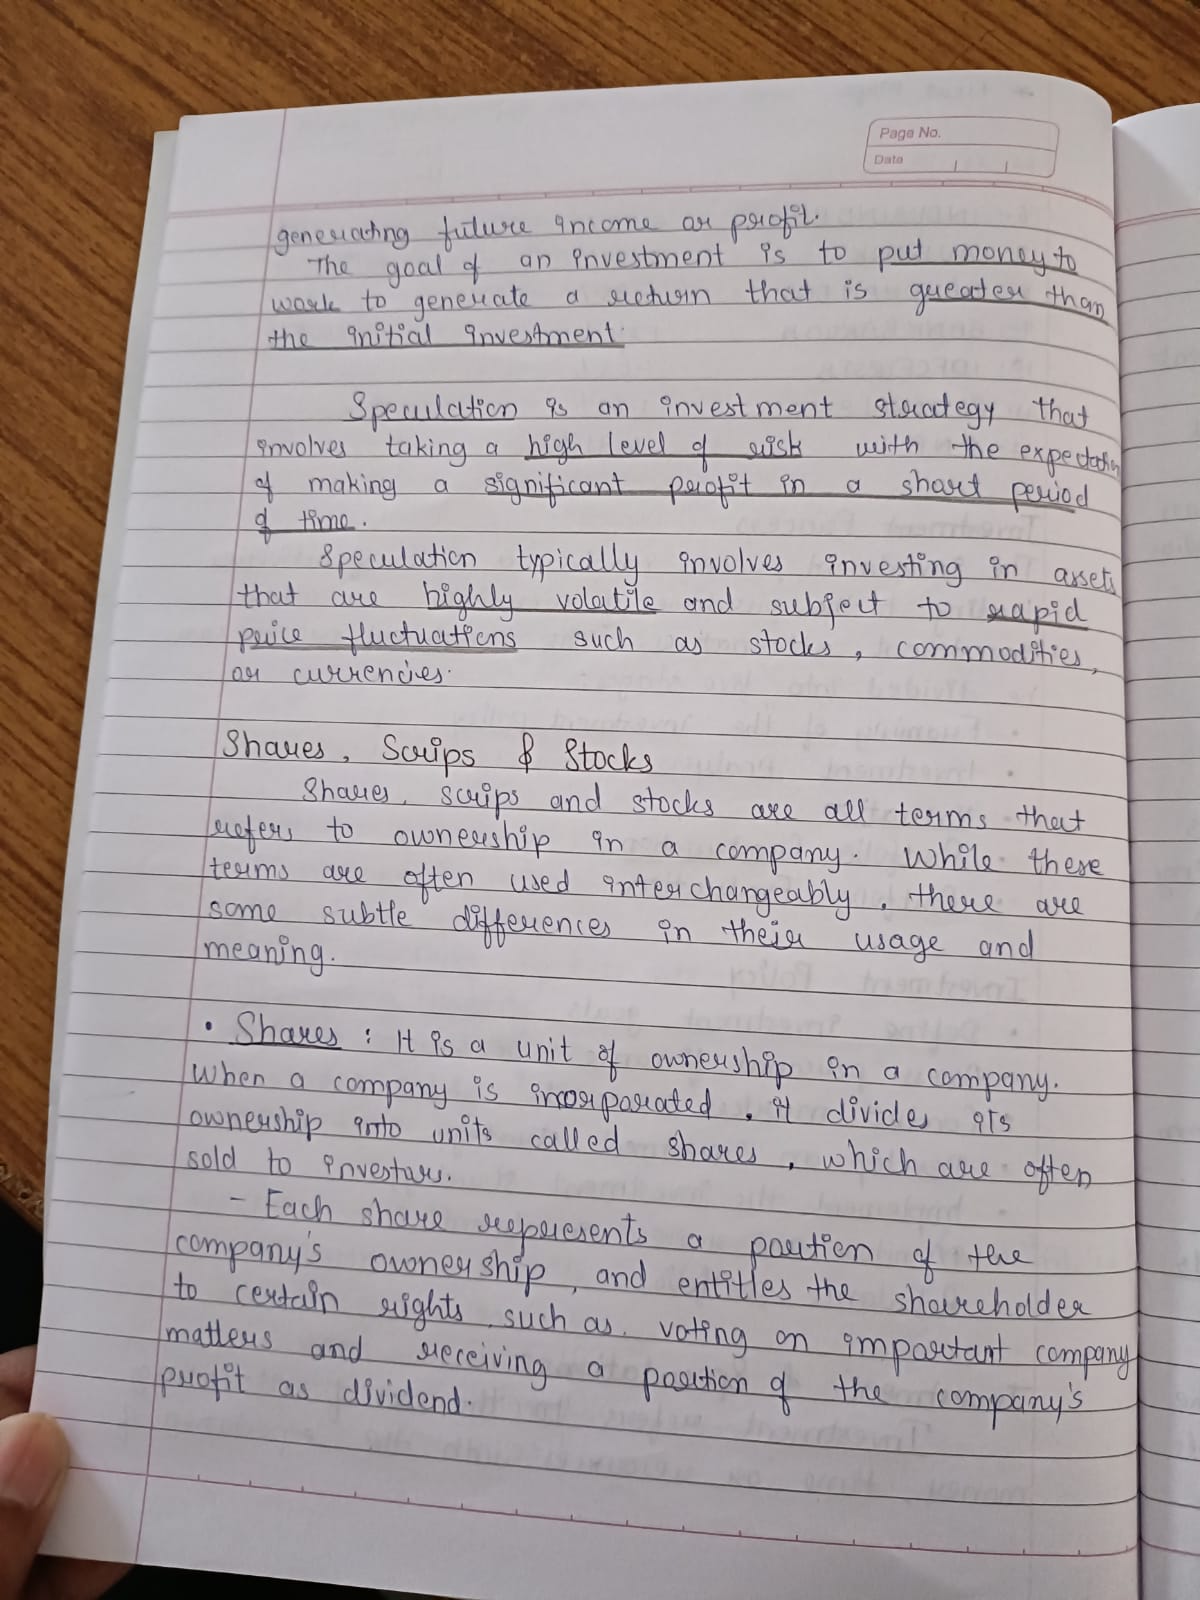 Page No.
Date
generating future income or profit.
The goal of an investment is to put money to
work to generate a return that is greater than
the initial investment.
Speculation is an investment strategy that
involves taking a high level of risk with the expectation
of making a significant profit in a short period
of time.
Speculation typically involves investing in assets
that are highly volatile and subject to rapid
price fluctuations such as stocks, commodities,
or currencies.
Shares, Scrips & Stocks
Shares, scrips and stocks are all terms that
refers to ownership in a company. While these
terms are often used interchangeably, there are
some subtle differences in their usage and
meaning.
• Shares : It is a unit of ownership in a company.
When a company is incorporated, it divides its
ownership into units called shares, which are often
sold to investors.
- Each share represents a portion of the
company's ownership, and entitles the shareholder
to certain rights, such as, voting on important company
matters and receiving a portion of the company's
profit as dividend.